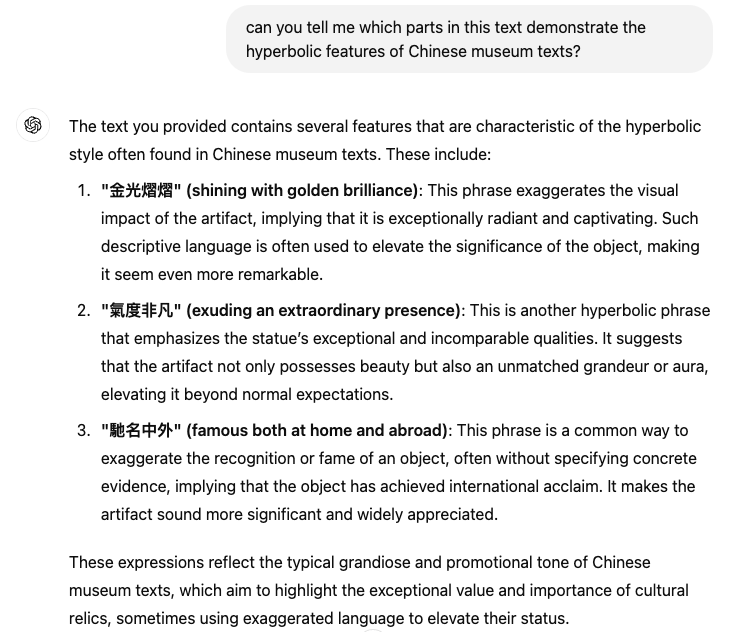 can you tell me which parts in this text demonstrate the
hyperbolic features of Chinese museum texts?
The text you provided contains several features that are characteristic of the hyperbolic
style often found in Chinese museum texts. These include:
1. "金光熠熠" (shining with golden brilliance): This phrase exaggerates the visual
impact of the artifact, implying that it is exceptionally radiant and captivating. Such
descriptive language is often used to elevate the significance of the object, making
it seem even more remarkable.
2. "氣度非凡" (exuding an extraordinary presence): This is another hyperbolic phrase
that emphasizes the statue's exceptional and incomparable qualities. It suggests
that the artifact not only possesses beauty but also an unmatched grandeur or aura,
elevating it beyond normal expectations.
3. "馳名中外" (famous both at home and abroad): This phrase is a common way to
exaggerate the recognition or fame of an object, often without specifying concrete
evidence, implying that the object has achieved international acclaim. It makes the
artifact sound more significant and widely appreciated.
These expressions reflect the typical grandiose and promotional tone of Chinese
museum texts, which aim to highlight the exceptional value and importance of cultural
relics, sometimes using exaggerated language to elevate their status.